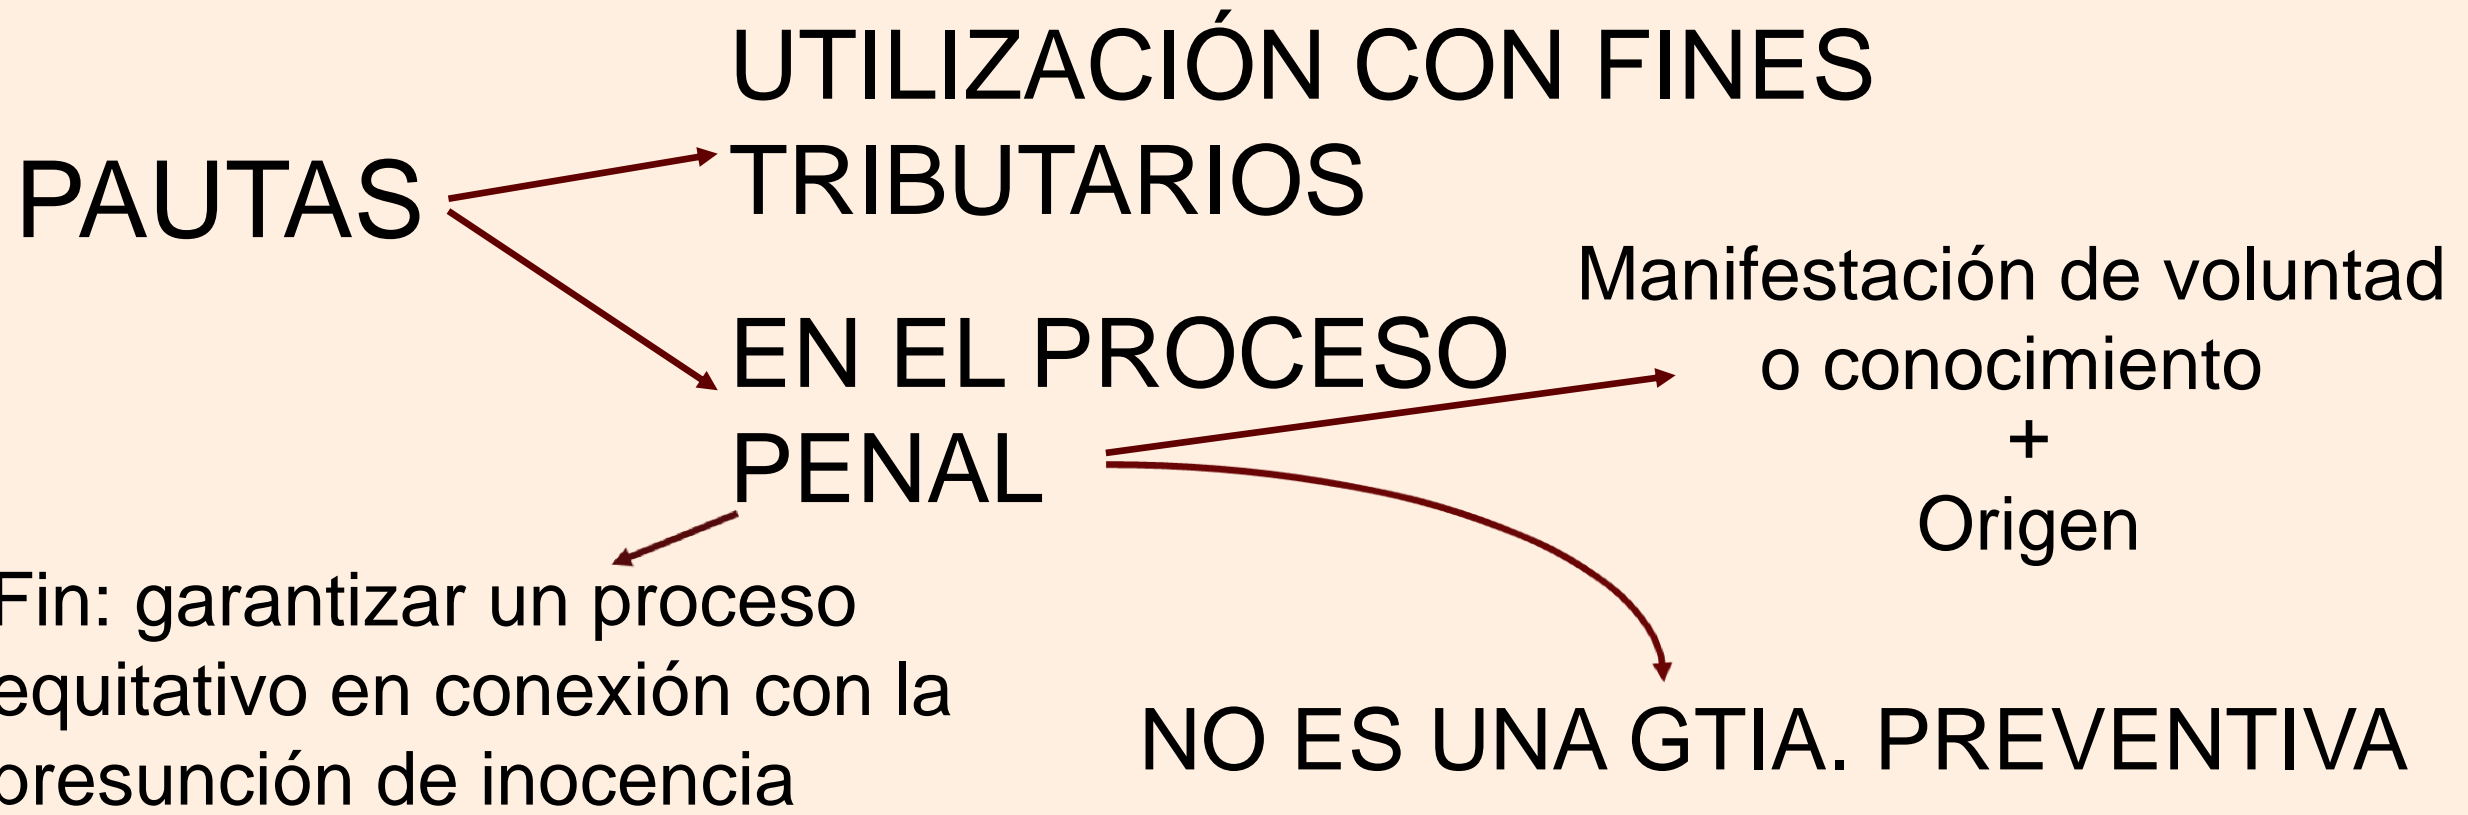 UTILIZACIÓN CON FINES
TRIBUTARIOS
PAUTAS
Manifestación de voluntad
o conocimiento
+
Origen
EN EL PROCESO
PENAL
Fin: garantizar un proceso
equitativo en conexión con la
presunción de inocencia
NO ES UNA GTIA. PREVENTIVA